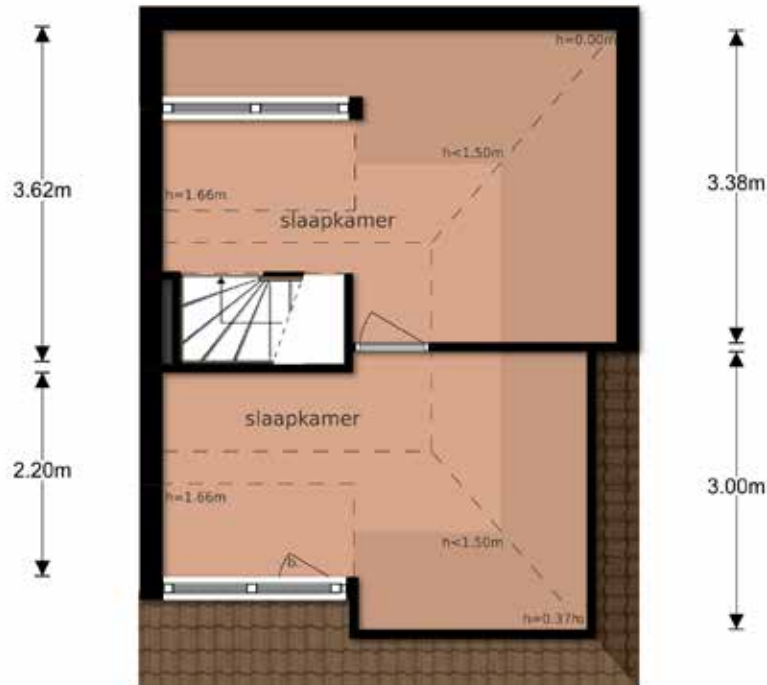 h=0.00m
h<1.50m
3.62m
3.38m
h=1.66m
slaapkamer
slaapkamer
2.20m
h=1.66m
3.00m
h<1.50m
b.
h=0.37m